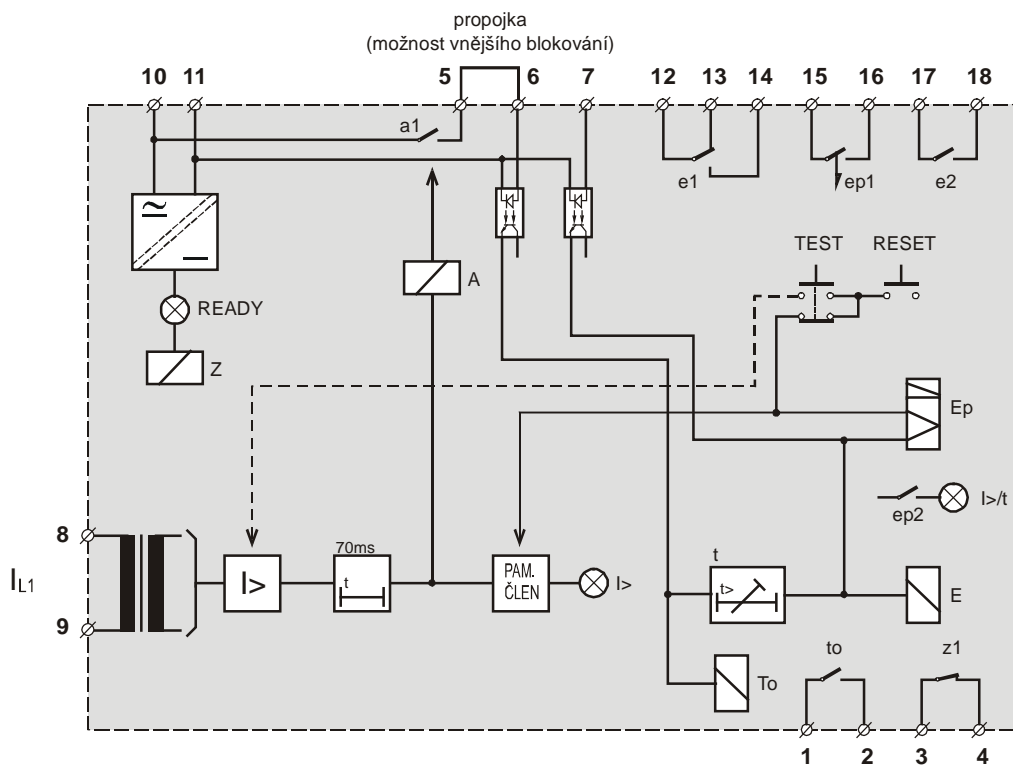 propojka
(možnost vnějšího blokování)
10 11 5 6 7 12 13 14 15 16 17 18
a1
e1 ep1 e2
TEST RESET
A
READY
Z
Ep
I>/t
ep2
8
70ms
t
I>
t
PAM.
ČLEN
I>
t
t>
E
IL1
9
to z1
To
1 2 3 4